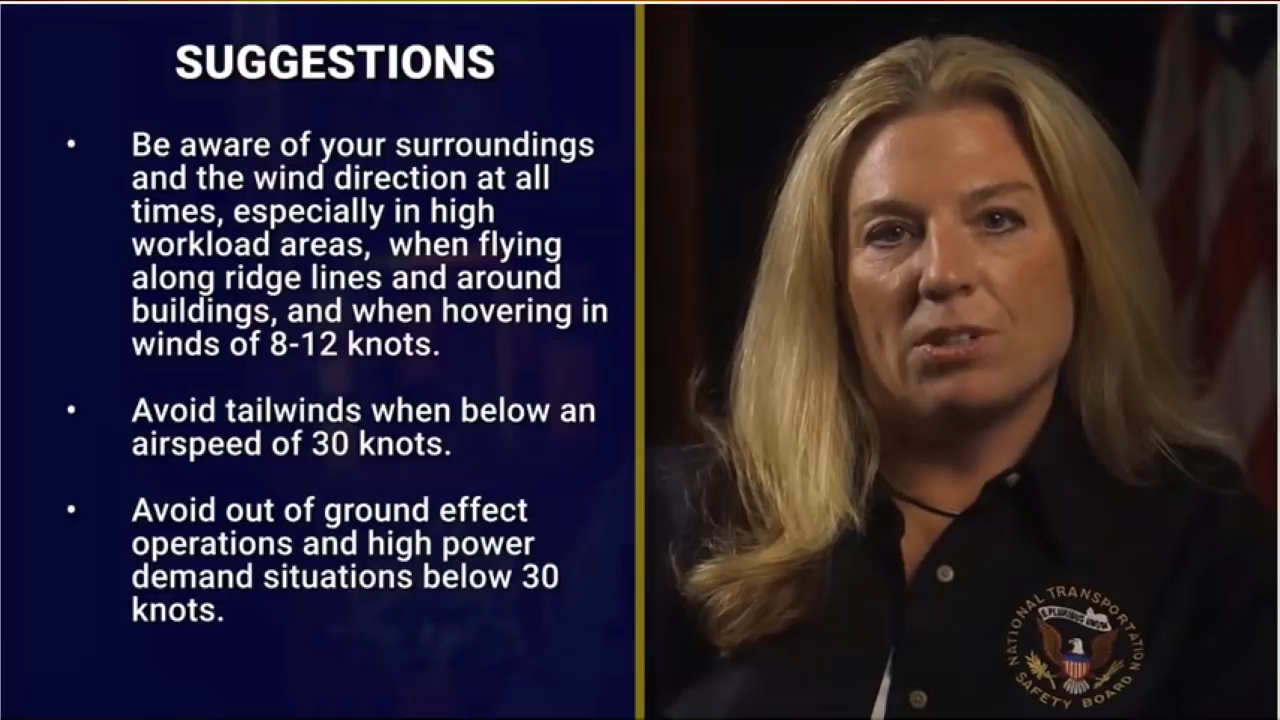 SUGGESTIONS
• Be aware of your surroundings
and the wind direction at all
times, especially in high
workload areas,  when flying
along ridge lines and around
buildings, and when hovering in
winds of 8-12 knots.
• Avoid tailwinds when below an
airspeed of 30 knots.
• Avoid out of ground effect
operations and high power
demand situations below 30
knots.
NATIONAL TRANSPORTATION
E PLURIBUS UNUM
SAFETY BOARD